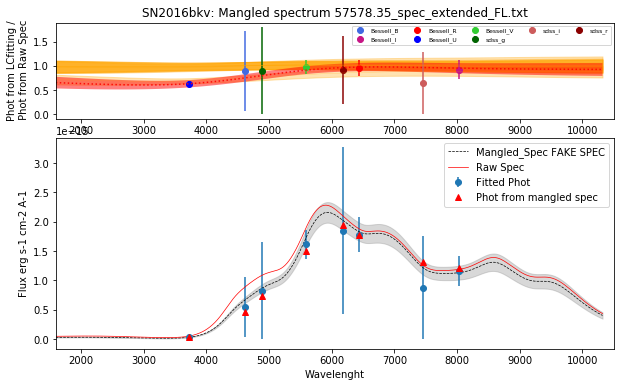 SN2016bkv: Mangled spectrum 57578.35_spec_extended_FL.txt
Phot from LCfitting /
Phot from Raw Spec
1.5
1.0
0.5
0.0
Bessell_B
Bessell_I
Bessell_R
Bessell_U
Bessell_V
sdss_g
sdss_i
sdss_r
2000 3000 4000 5000 6000 7000 8000 9000 10000
Flux erg s-1 cm-2 A-1
3.0
2.5
2.0
1.5
1.0
0.5
0.0
Mangled_Spec FAKE SPEC
Raw Spec
Fitted Phot
Phot from mangled spec
2000 3000 4000 5000 6000 7000 8000 9000 10000
Wavelenght